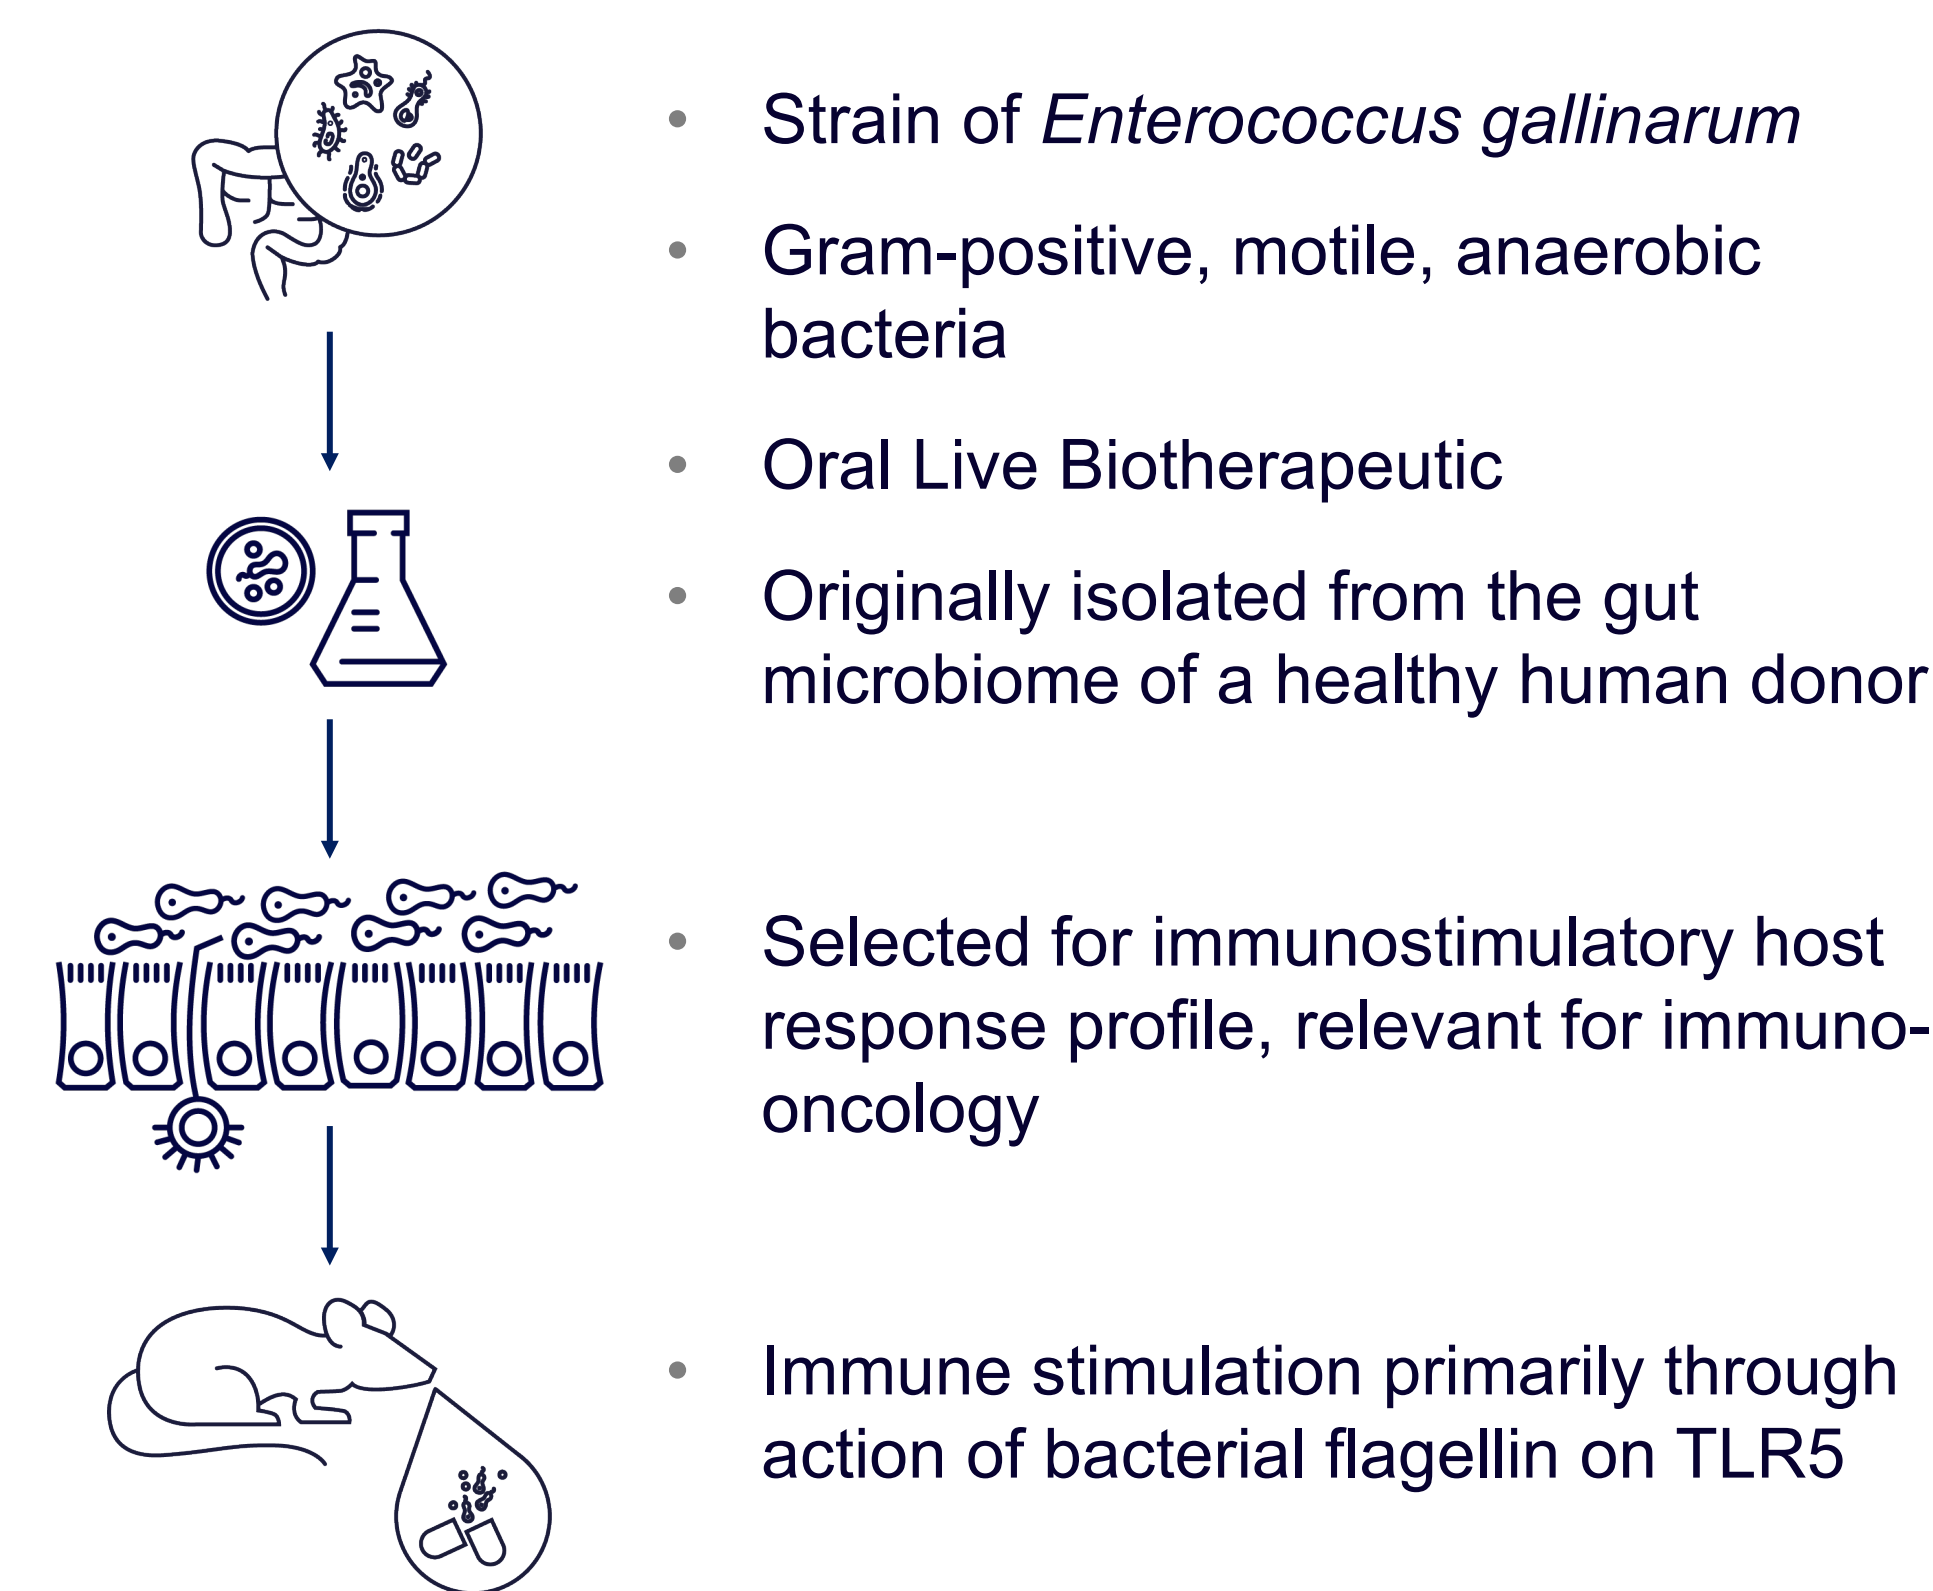 • Strain of Enterococcus gallinarum
• Gram-positive, motile, anaerobic
bacteria
• Oral Live Biotherapeutic
• Originally isolated from the gut
microbiome of a healthy human donor
• Selected for immunostimulatory host
response profile, relevant for immuno-
oncology
• Immune stimulation primarily through
action of bacterial flagellin on TLR5